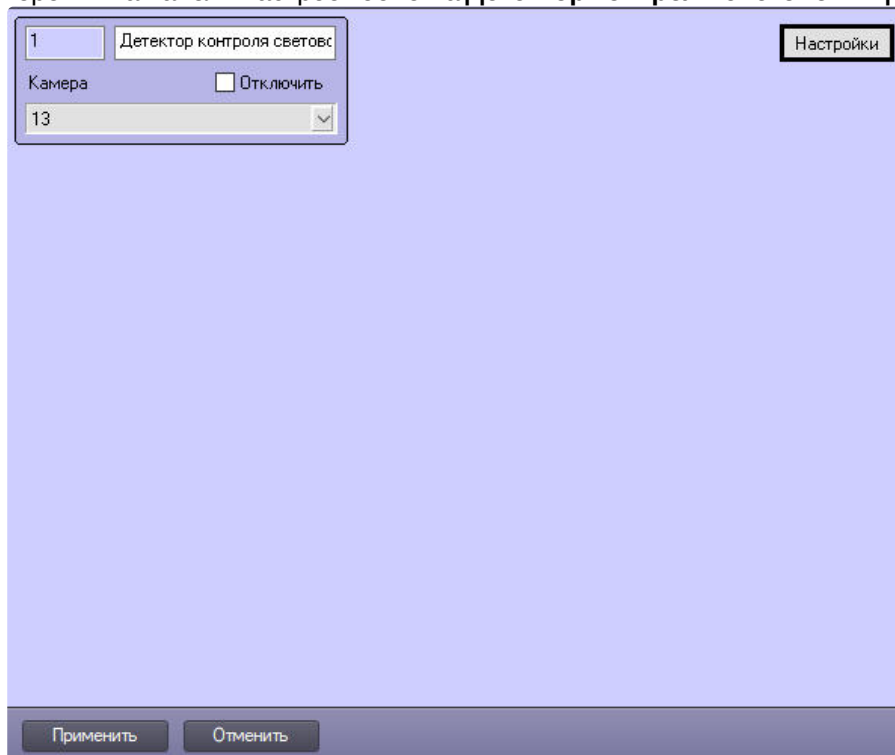 1
Детектор контроля светово
Настройки
Камера
Отключить
13
Применить
Отменить